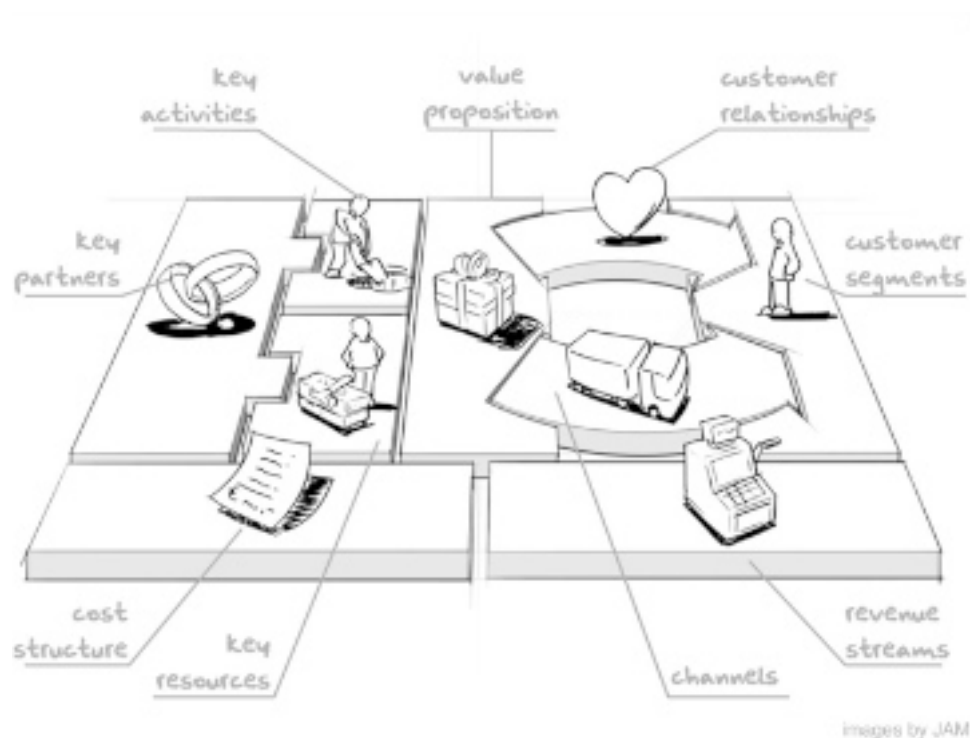 key
activities
value
proposition
customer
relationships
key
partners
customer
segments
cost
structure
key
resources
channels
revenue
streams
images by JAM